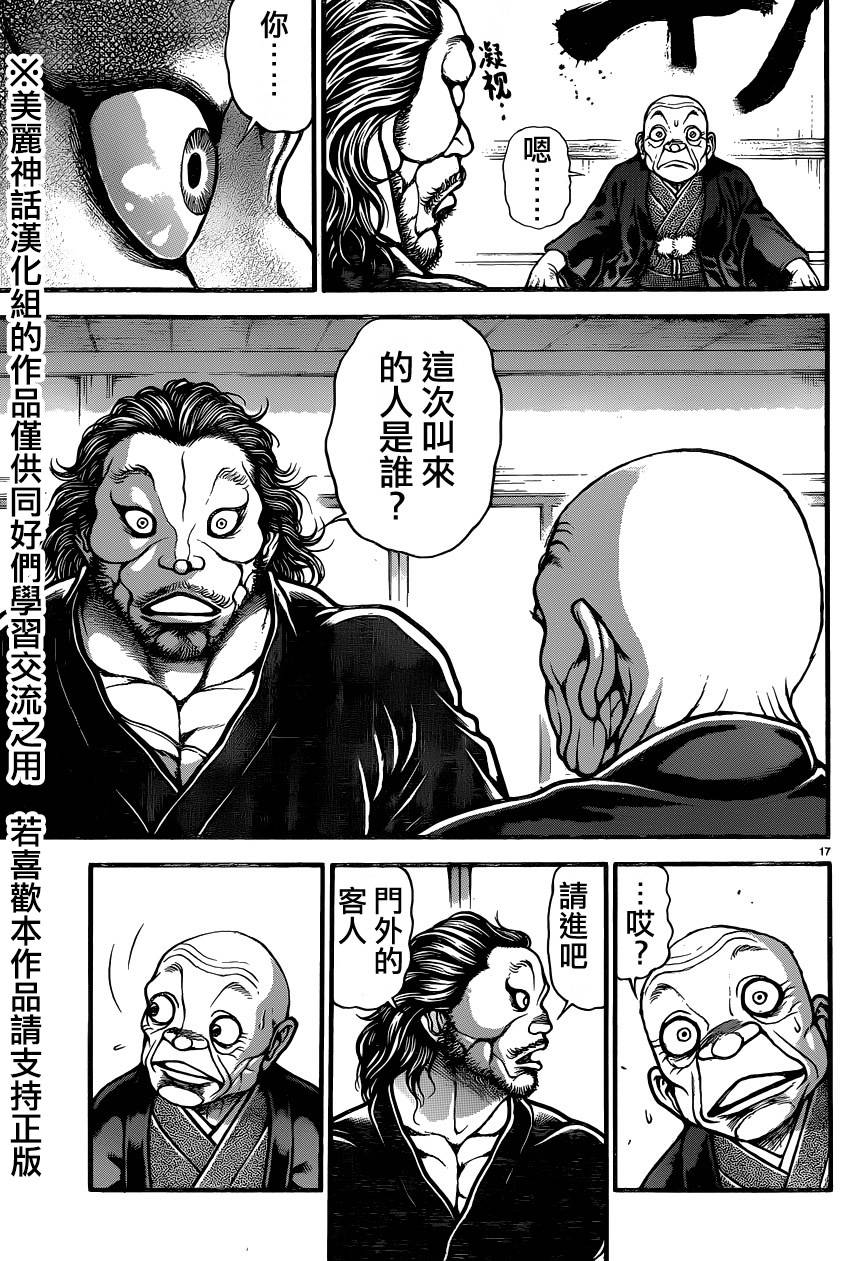 凝视…
嗯……
你……
這次叫來
的人是誰？
17
…哎？
請進吧
門外的
客人
※美麗神話漢化組的作品僅供同好們學習交流之用　若喜歡本作品請支持正版